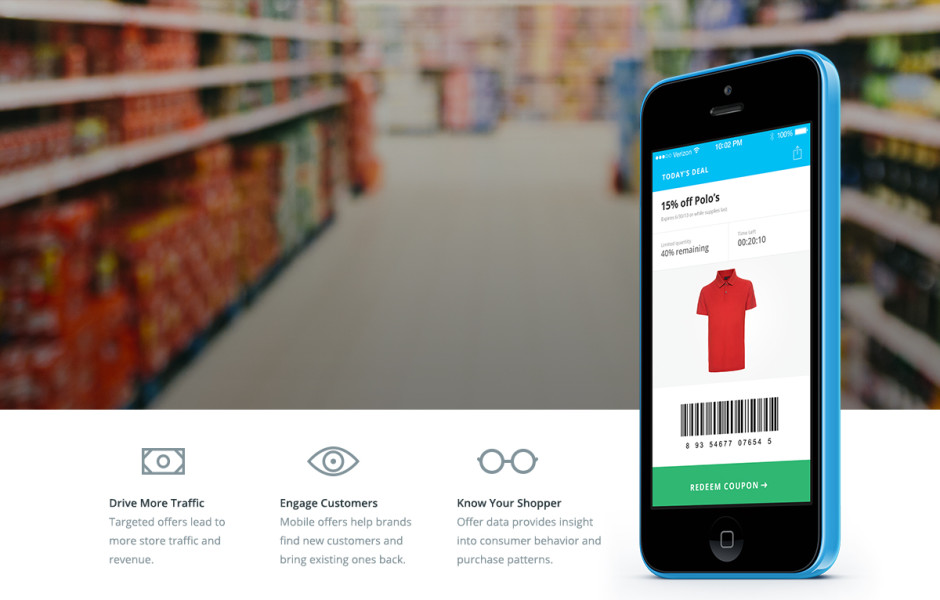 Verizon 10:02 PM 100%
TODAY'S DEAL
15% off Polo's
Expires 6/30/13 or while supplies last.
Limited quantity
40% remaining
Time Left
00:20:10
8 93 54677 07654 5
REDEEM COUPON →
Drive More Traffic
Targeted offers lead to
more store traffic and
revenue.
Engage Customers
Mobile offers help brands
find new customers and
bring existing ones back.
Know Your Shopper
Offer data provides insight
into consumer behavior and
purchase patterns.